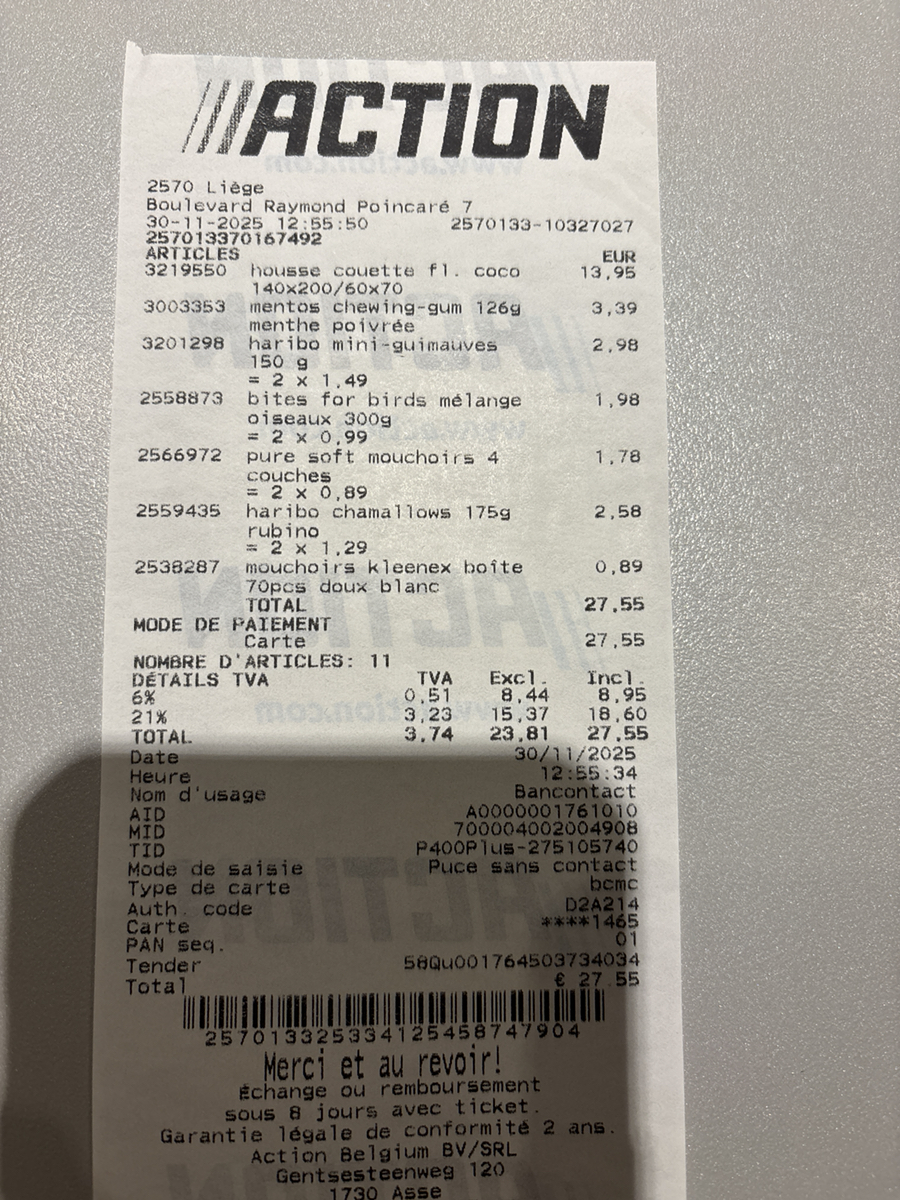 ACTION
2570 Liège
Boulevard Raymond Poincaré 7
30-11-2025 12:55:50 2570133-10327027
257013370167492
ARTICLES EUR
3219550 housse couette fl. coco 13,95
140x200/60x70
3003353 mentos chewing-gum 126g 3,39
menthe poivrée
3201298 haribo mini-guimauves 2,98
150 g
= 2 x 1,49
2558873 bites for birds mélange 1,98
oiseaux 300g
= 2 x 0,99
2566972 pure soft mouchoirs 4 1,78
couches
= 2 x 0,89
2559435 haribo chamallows 175g 2,58
rubino
= 2 x 1,29
2538287 mouchoirs kleenex boîte 0,89
70pcs doux blanc
TOTAL 27,55
MODE DE PAIEMENT
Carte 27,55
NOMBRE D'ARTICLES: 11
DÉTAILS TVA TVA Excl. Incl.
6% 0,51 8,44 8,95
21% 3,23 15,37 18,60
TOTAL 3,74 23,81 27,55
Date 30/11/2025
Heure 12:55:34
Nom d'usage Bancontact
AID A0000001761010
MID 700004002004908
TID P400Plus-275105740
Mode de saisie Puce sans contact
Type de carte bcmc
Auth. code D2A214
Carte ****1465
PAN seq. 01
Tender 58Qu001764503734034
Total € 27.55
257013325334125458747904
Merci et au revoir!
Échange ou remboursement
sous 8 jours avec ticket.
Garantie légale de conformité 2 ans.
Action Belgium BV/SRL
Gentsesteenweg 120
1730 Asse